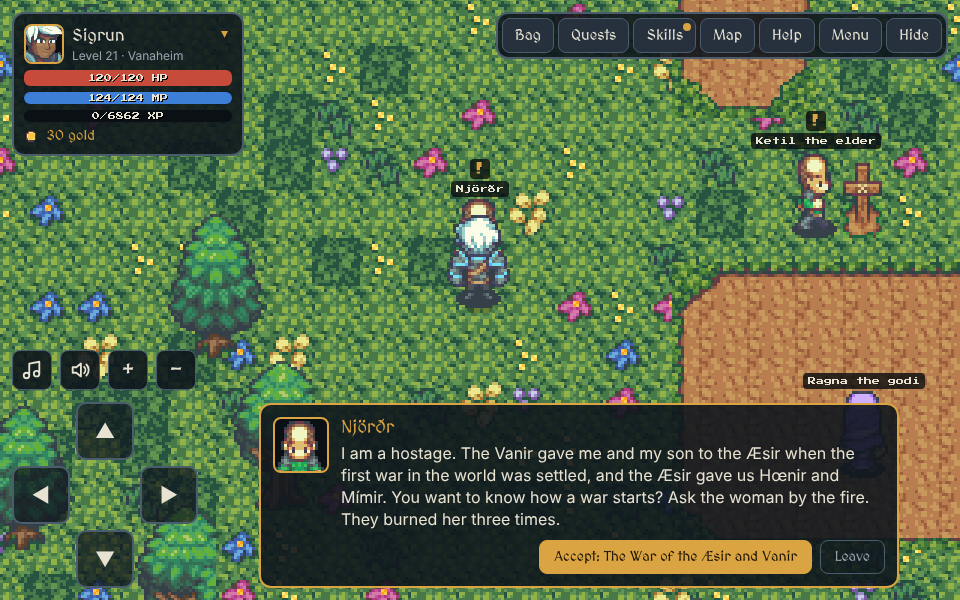 Sigrun
Level 21 · Vanaheim
120/120 HP
124/124 MP
0/6862 XP
30 gold
Bag
Quests
Skills
Map
Help
Menu
Hide
!
Ketil the elder
!
Njörðr
Ragna the godi
Njörðr
I am a hostage. The Vanir gave me and my son to the Æsir when the
first war in the world was settled, and the Æsir gave us Hœnir and
Mímir. You want to know how a war starts? Ask the woman by the fire.
They burned her three times.
Accept: The War of the Æsir and Vanir
Leave